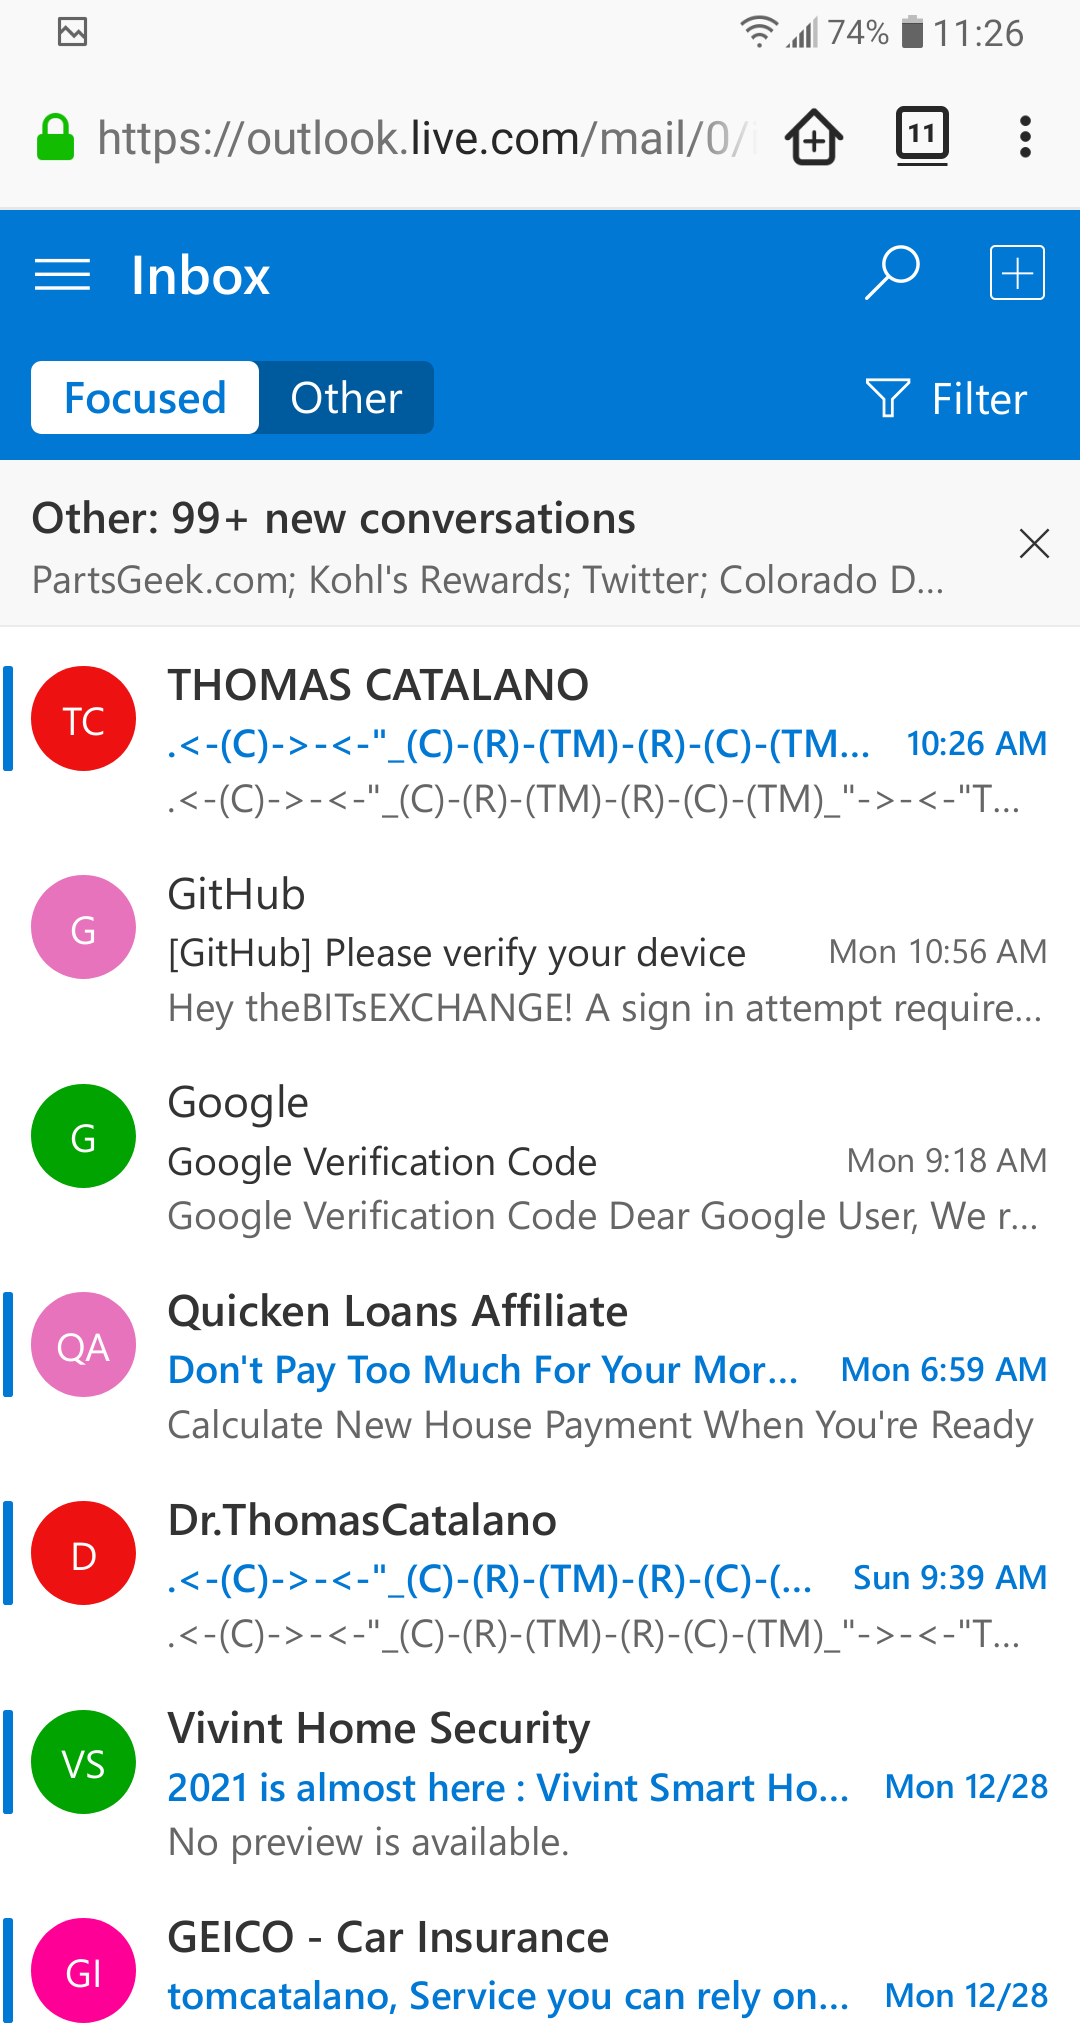 74% 11:26
https://outlook.live.com/mail/0/i
11
Inbox
Focused Other Filter
Other: 99+ new conversations
PartsGeek.com; Kohl's Rewards; Twitter; Colorado D...
TC
THOMAS CATALANO
.<-(C)->-<-"_(C)-(R)-(TM)-(R)-(C)-(TM... 10:26 AM
.<-(C)->-<-"_(C)-(R)-(TM)-(R)-(C)-(TM)_"->-<-"T...
G
GitHub
[GitHub] Please verify your device Mon 10:56 AM
Hey theBITsEXCHANGE! A sign in attempt require...
G
Google
Google Verification Code Mon 9:18 AM
Google Verification Code Dear Google User, We r...
QA
Quicken Loans Affiliate
Don't Pay Too Much For Your Mor... Mon 6:59 AM
Calculate New House Payment When You're Ready
D
Dr.ThomasCatalano
.<-(C)->-<-"_(C)-(R)-(TM)-(R)-(C)-(... Sun 9:39 AM
.<-(C)->-<-"_(C)-(R)-(TM)-(R)-(C)-(TM)_"->-<-"T...
VS
Vivint Home Security
2021 is almost here : Vivint Smart Ho... Mon 12/28
No preview is available.
GI
GEICO - Car Insurance
tomcatalano, Service you can rely on... Mon 12/28